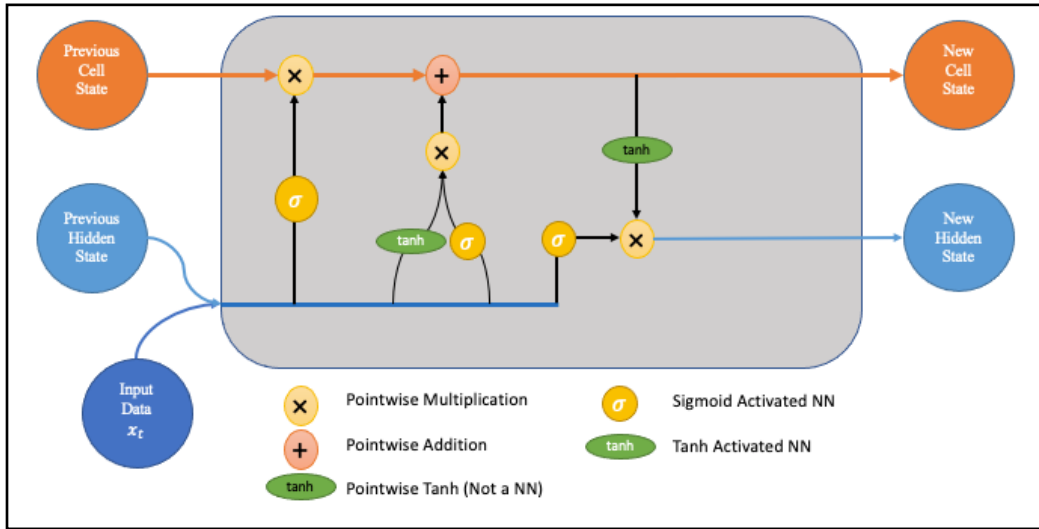 Previous
Cell
State
×
+
New
Cell
State
×
tanh
σ
Previous
Hidden
State
tanh
σ
σ
×
New
Hidden
State
Input
Data
xₜ
× Pointwise Multiplication
σ Sigmoid Activated NN
+ Pointwise Addition
tanh Tanh Activated NN
tanh Pointwise Tanh (Not a NN)